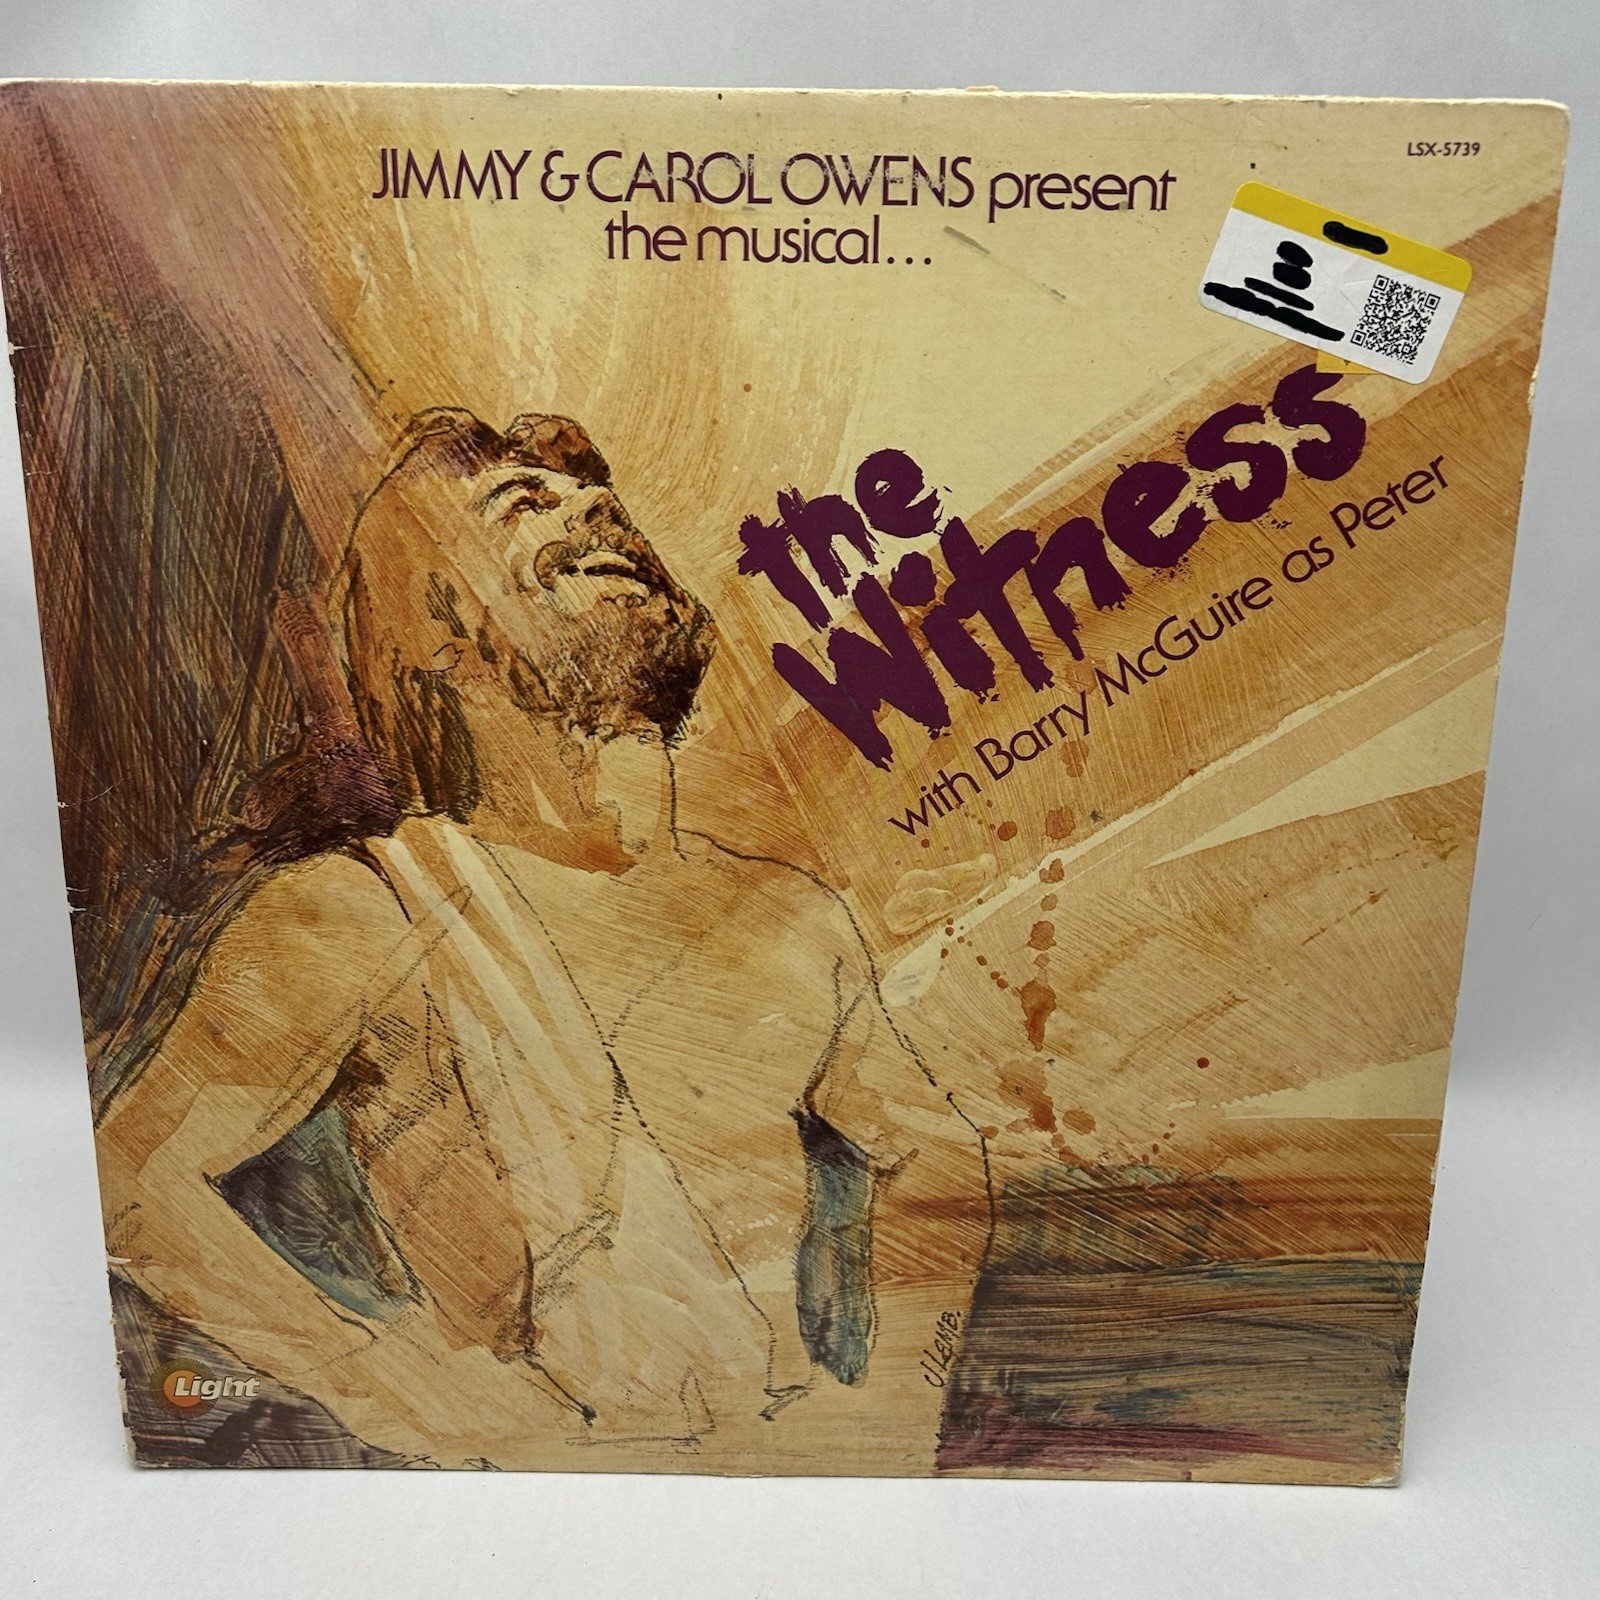 JIMMY & CAROL OWENS present
the musical...
LSX-5739
the
Witness
with Barry McGuire as Peter
Light